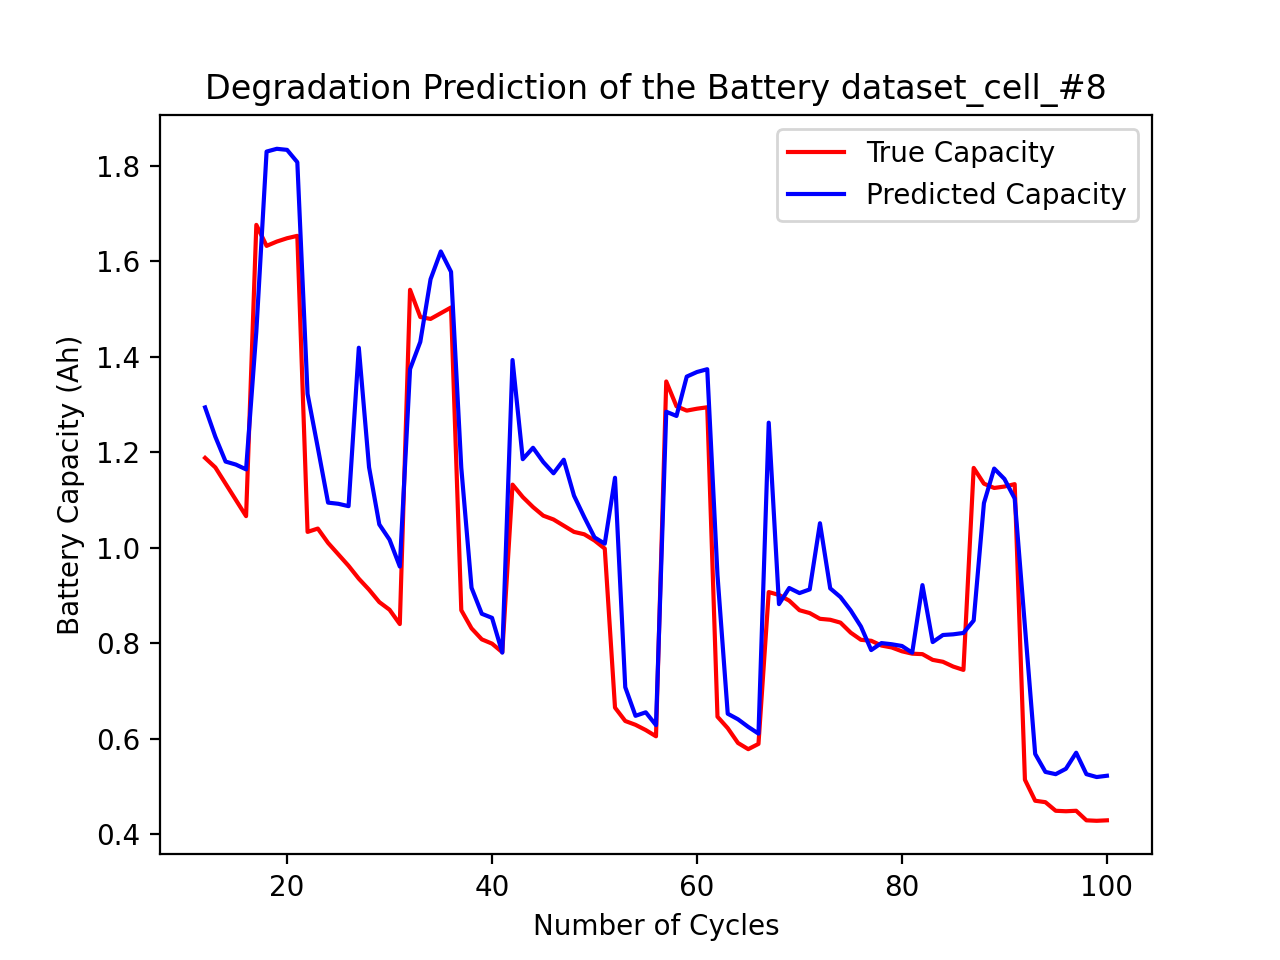 Degradation Prediction of the Battery dataset_cell_#8
True Capacity
Predicted Capacity
Battery Capacity (Ah)
1.8
1.6
1.4
1.2
1.0
0.8
0.6
0.4
20 40 60 80 100
Number of Cycles